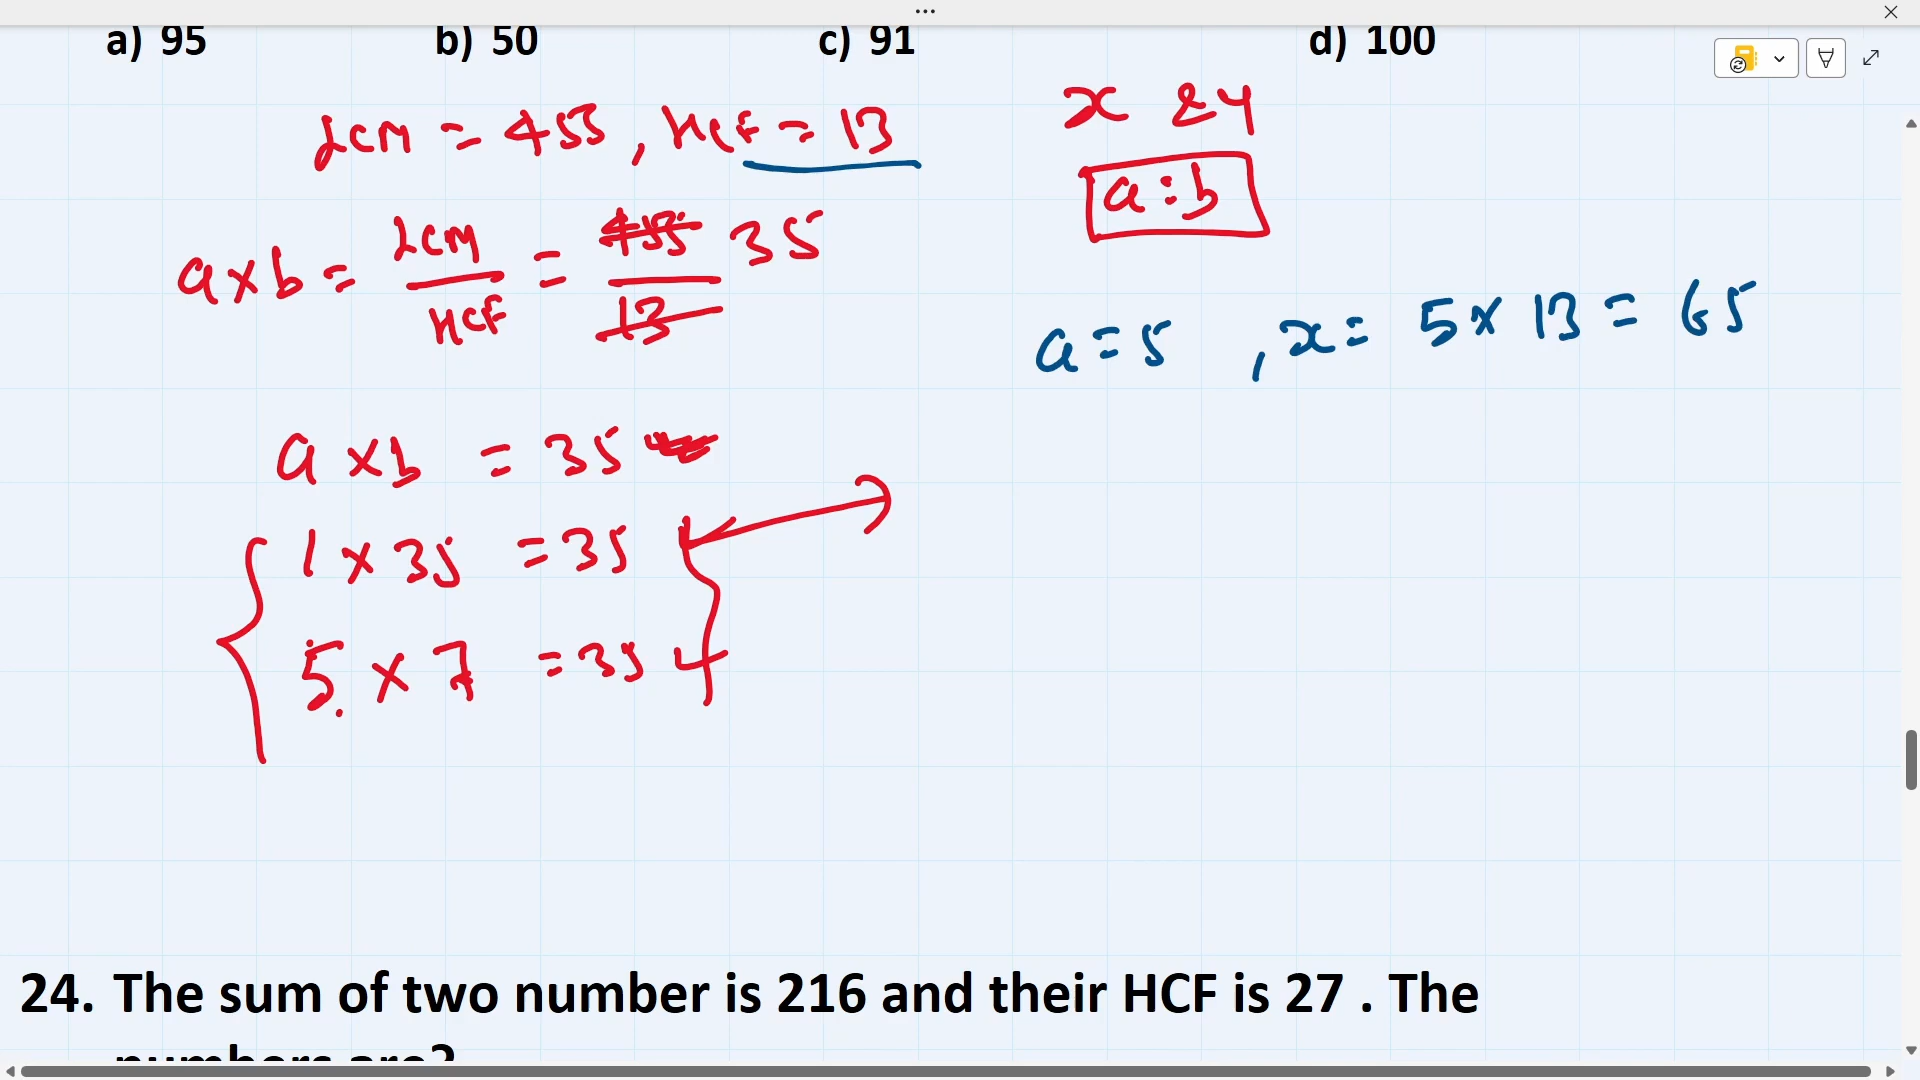 a) 95 b) 50 c) 91 d) 100
LCM = 455 , HCF = 13
x & y
a : b
a x b = LCM / HCF = 455 / 13 35
a = 5 , x = 5 x 13 = 65
a x b = 35
1 x 35 = 35
5 x 7 = 35
24. The sum of two number is 216 and their HCF is 27 . The
numbers are?